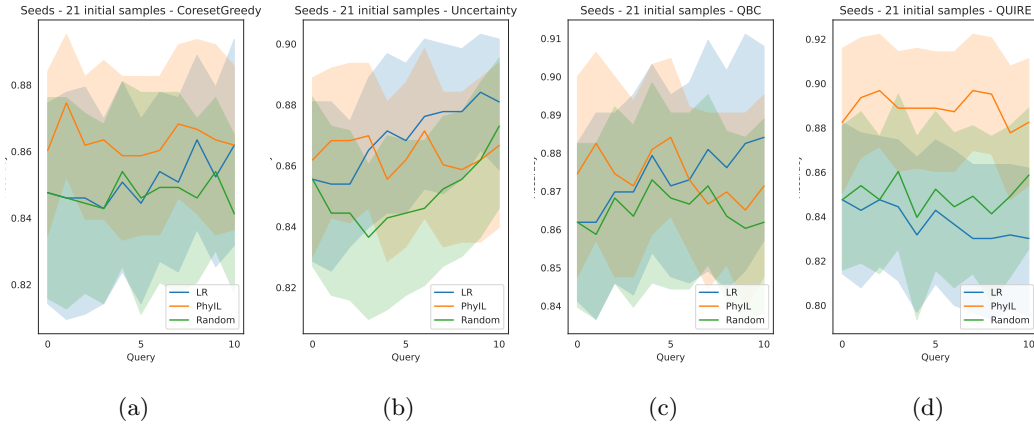 Seeds - 21 initial samples - CoresetGreedy
0.88
0.86
0.84
0.82
0
5
10
Query
LR
PhyIL
Random
(a)
Seeds - 21 initial samples - Uncertainty
0.90
0.88
0.86
0.84
0.82
0
5
10
Query
LR
PhyIL
Random
(b)
Seeds - 21 initial samples - QBC
0.91
0.90
0.89
0.88
0.87
0.86
0.85
0.84
0
5
10
Query
LR
PhyIL
Random
(c)
Seeds - 21 initial samples - QUIRE
0.92
0.90
0.88
0.86
0.84
0.82
0.80
0
5
10
Query
LR
PhyIL
Random
(d)